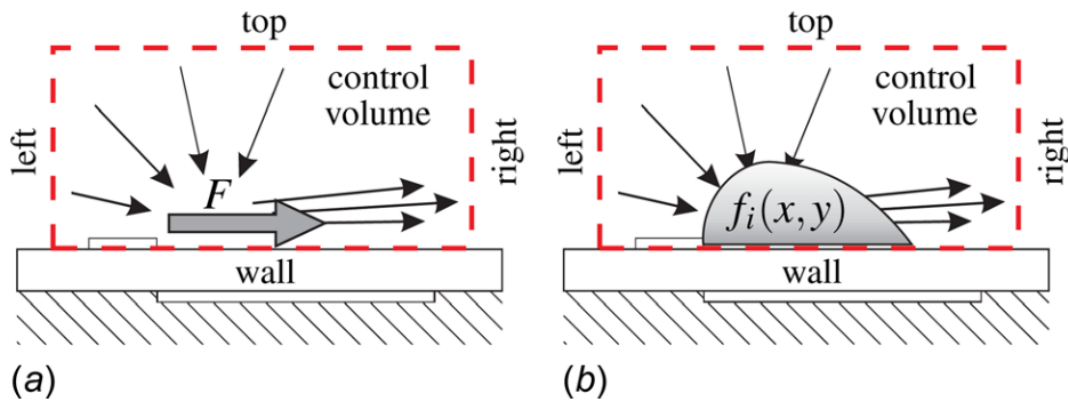 top
control
volume
left
right
F
wall
(a)
top
control
volume
left
right
f_i(x, y)
wall
(b)